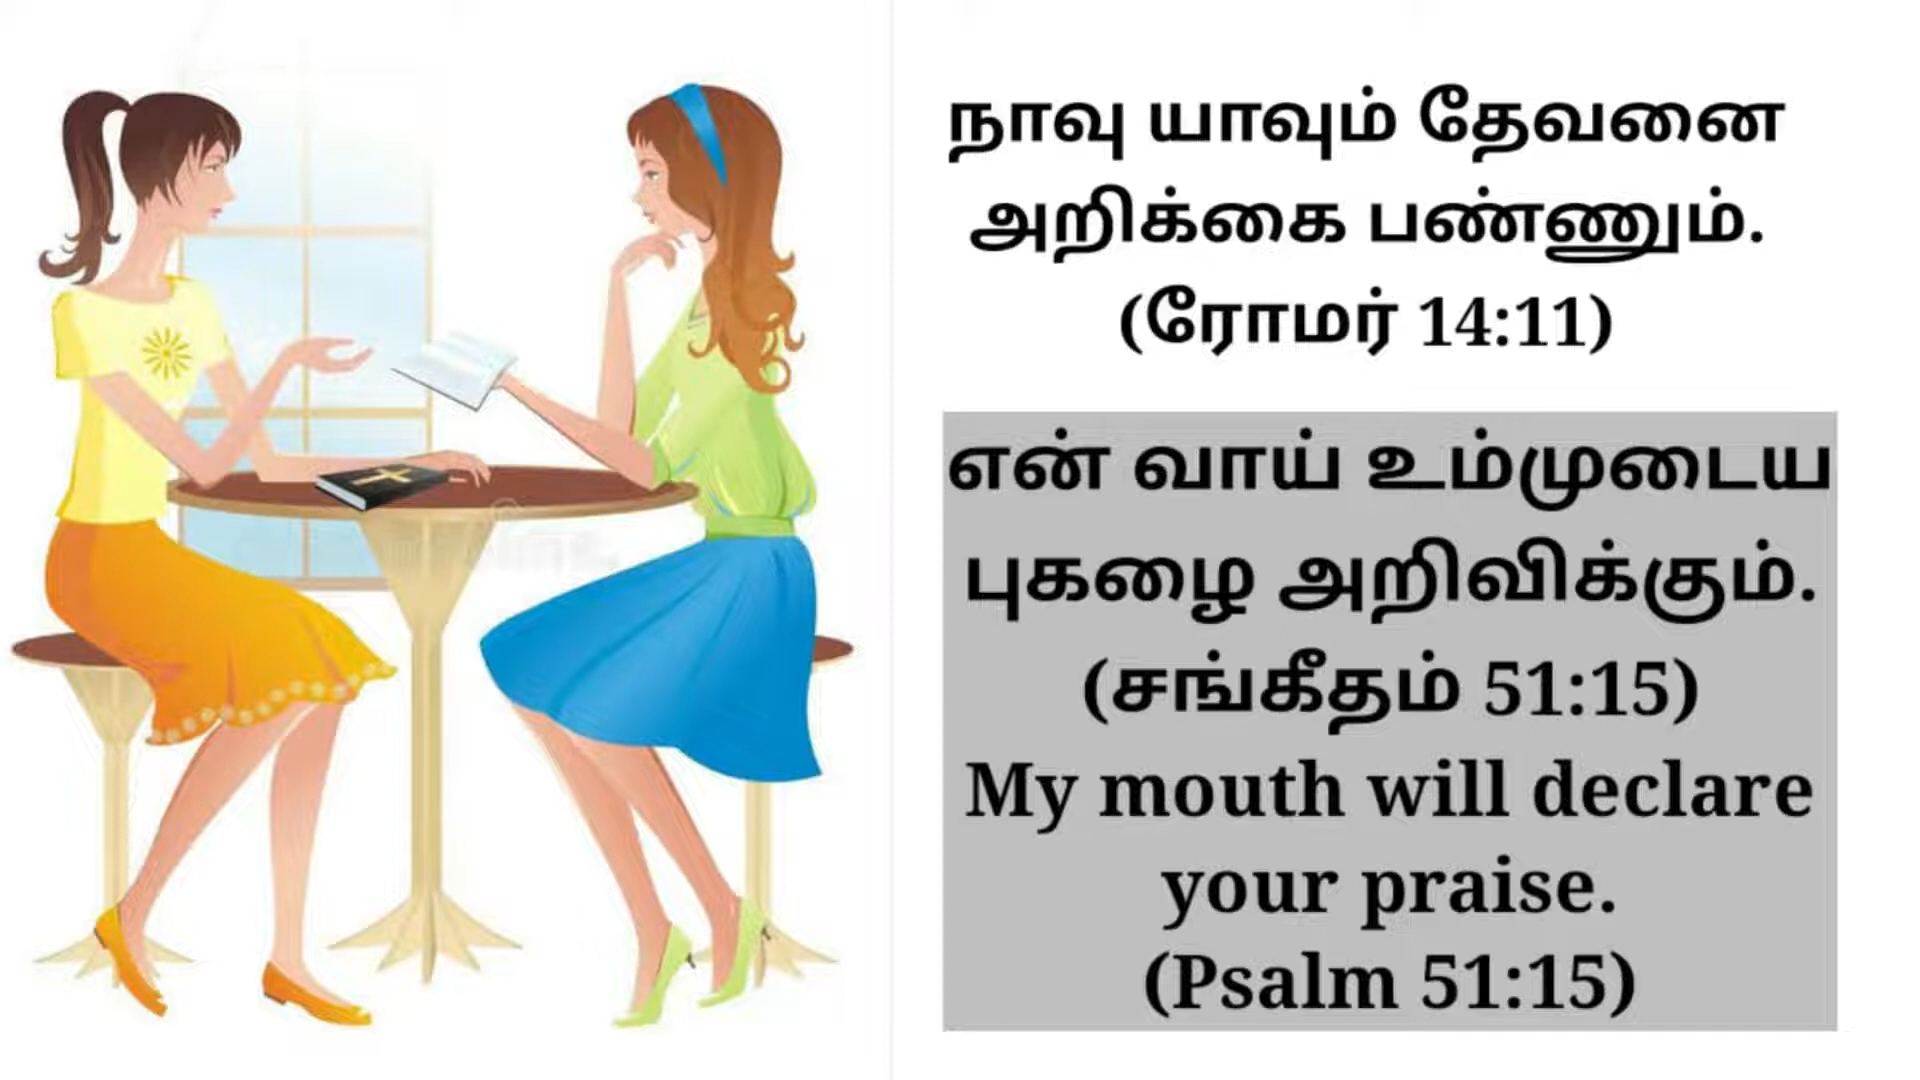 நாவு யாவும் தேவனை
அறிக்கை பண்ணும்.
(ரோமர் 14:11)
என் வாய் உம்முடைய
புகழை அறிவிக்கும்.
(சங்கீதம் 51:15)
My mouth will declare
your praise.
(Psalm 51:15)